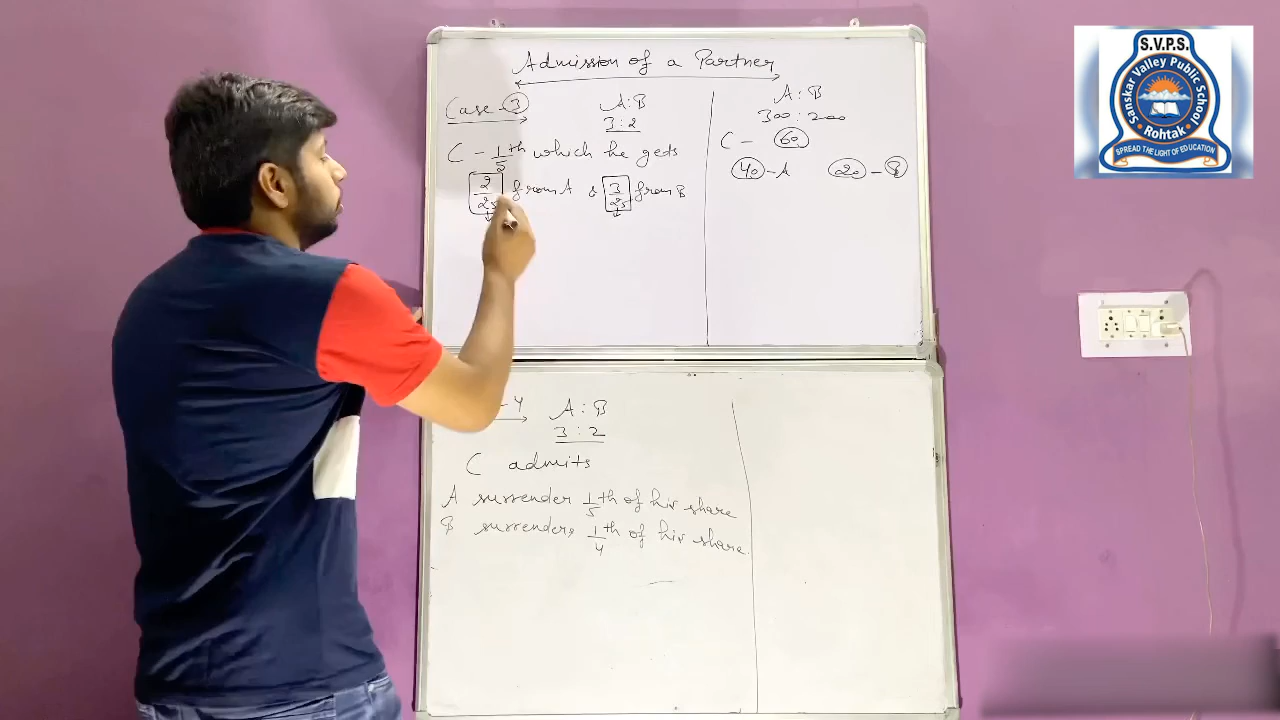 Admission of a Partner
Case-3 A:B
3:2
C - 1/5th which he gets
2/25 from A & 3/25 from B
A:B
300:200
C - 60
40-A 20-B
-4 A:B
3:2
C admits
A surrender 1/5th of his share
B surrenders 1/4th of his share.
S.V.P.S.
Sanskar Valley Public School
Rohtak
SPREAD THE LIGHT OF EDUCATION